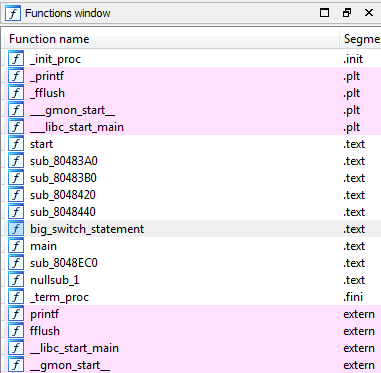 Functions window
Function name Segme
_init_proc .init
_printf .plt
_fflush .plt
___gmon_start__ .plt
___libc_start_main .plt
start .text
sub_80483A0 .text
sub_80483B0 .text
sub_8048420 .text
sub_8048440 .text
big_switch_statement .text
main .text
sub_8048EC0 .text
nullsub_1 .text
_term_proc .fini
printf extern
fflush extern
__libc_start_main extern
__gmon_start__ extern